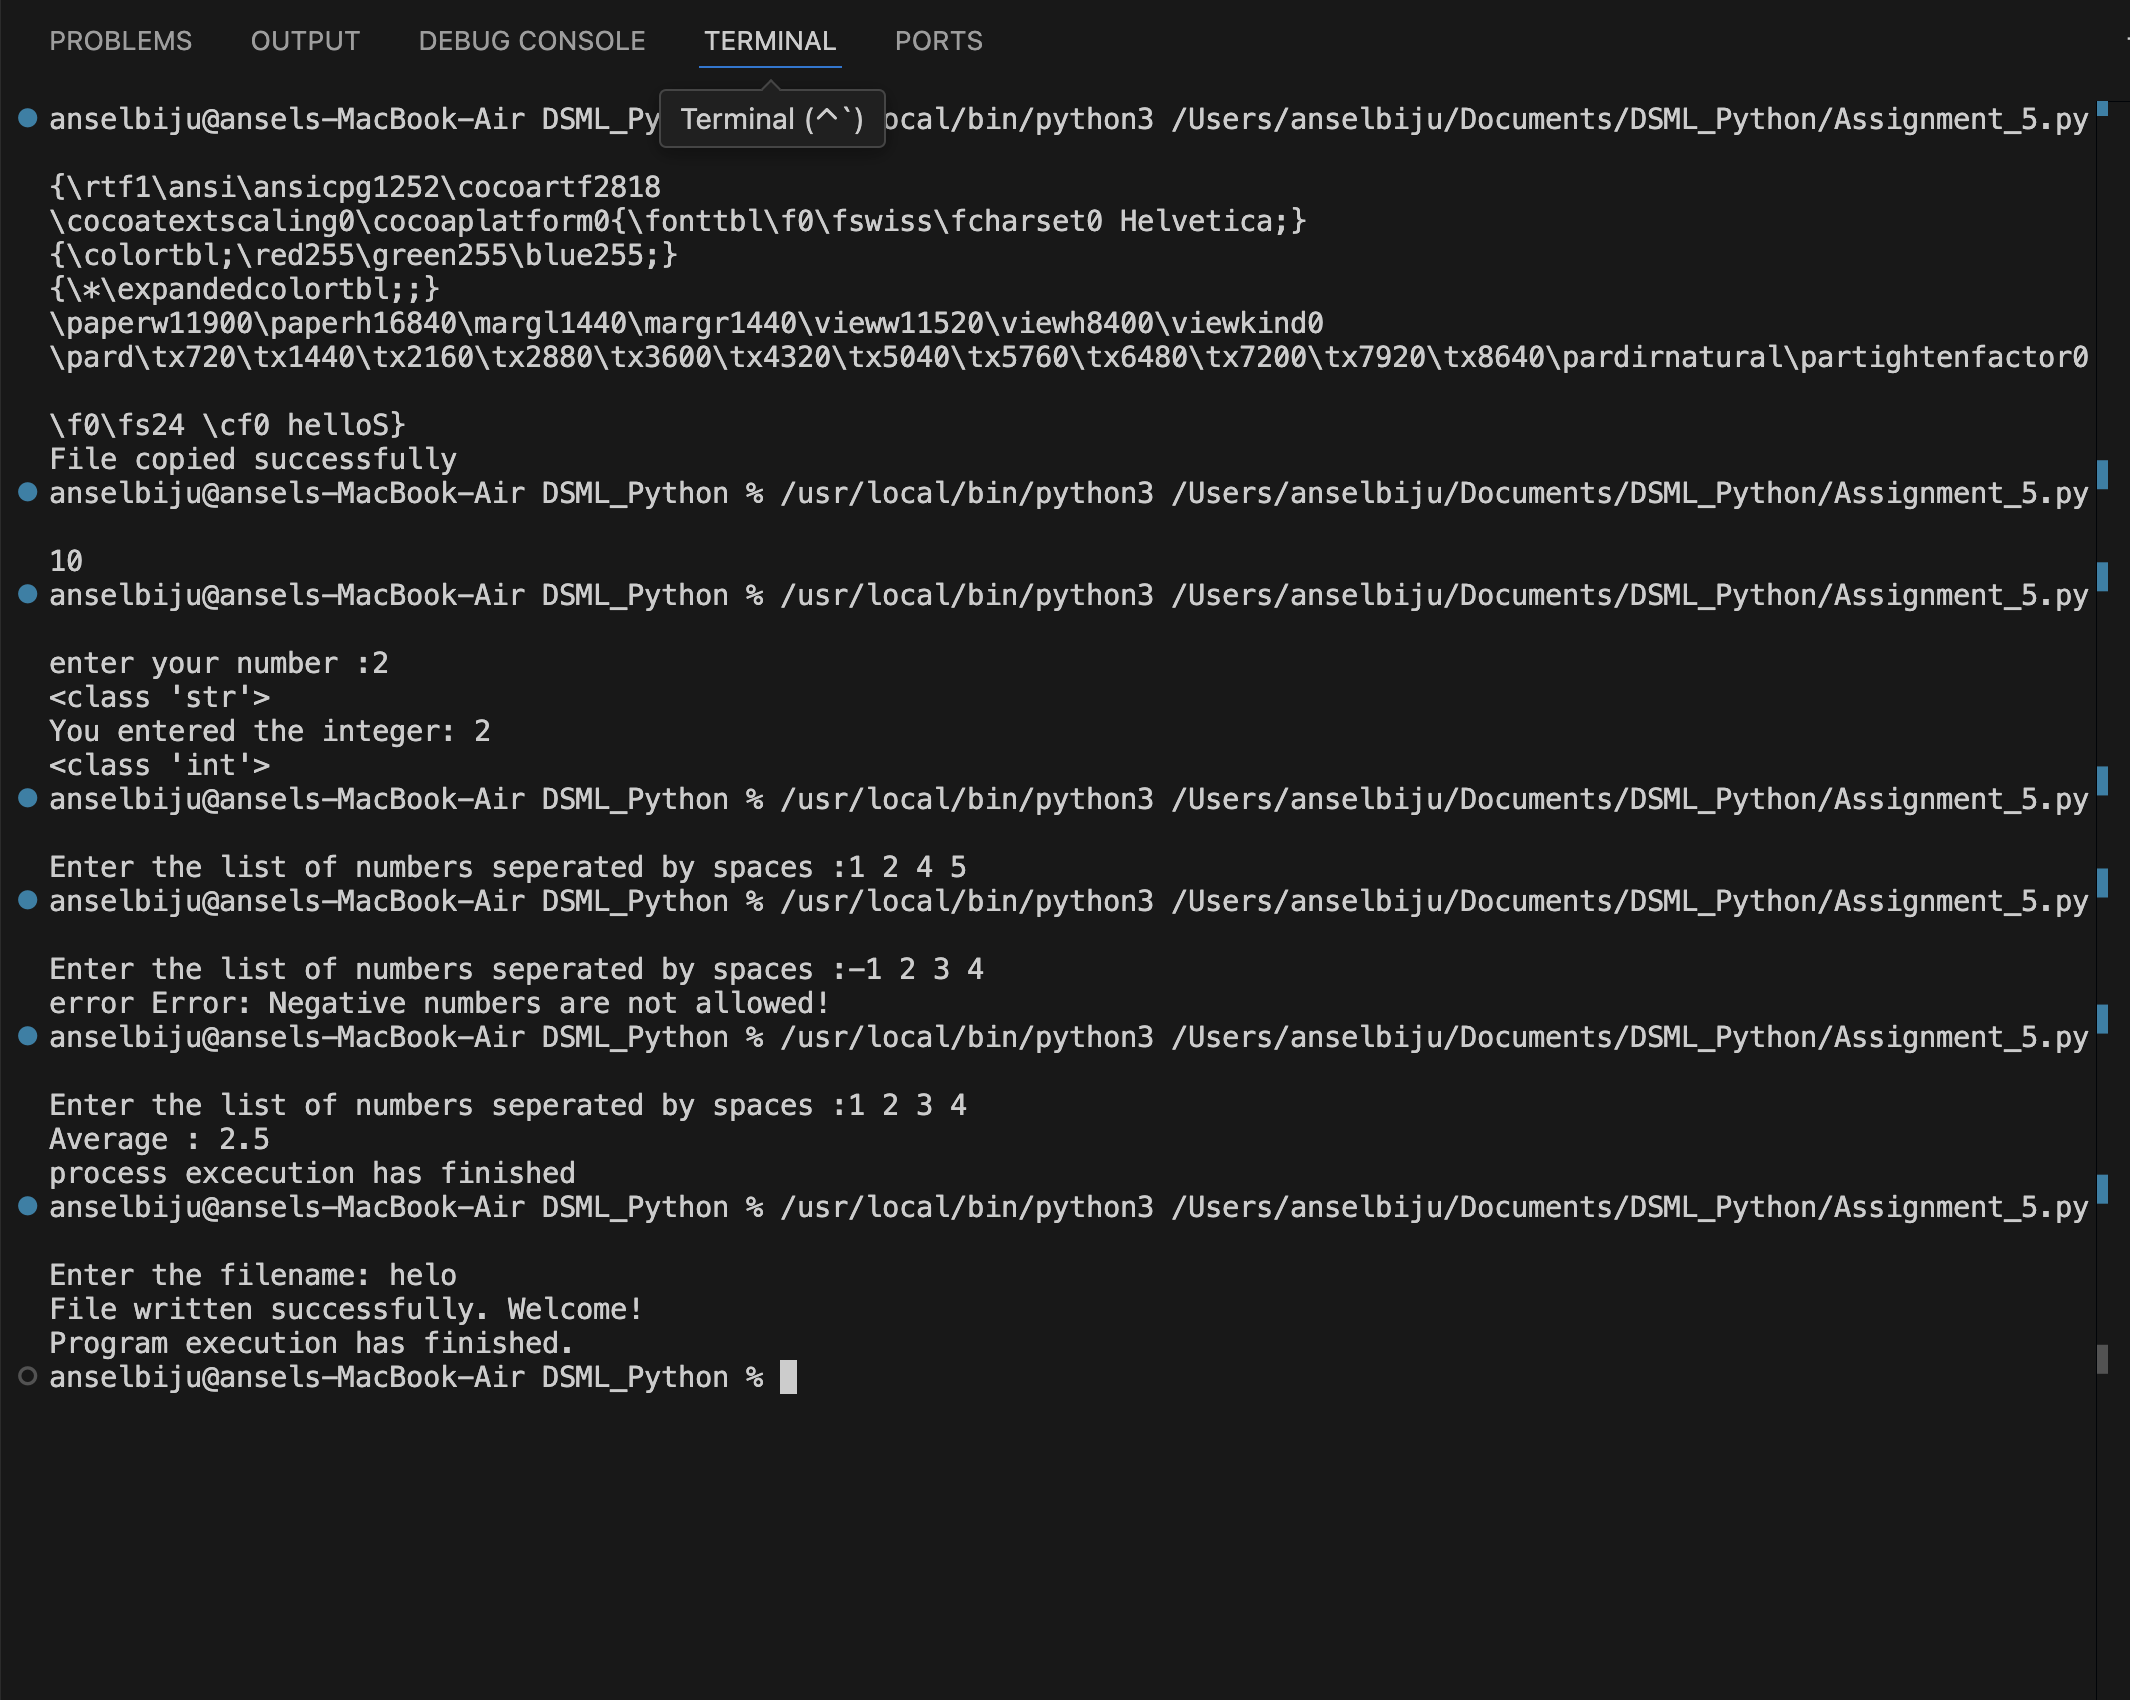 PROBLEMS OUTPUT DEBUG CONSOLE TERMINAL PORTS
anselbiju@ansels-MacBook-Air DSML_Py Terminal (^`) ocal/bin/python3 /Users/anselbiju/Documents/DSML_Python/Assignment_5.py
{\rtf1\ansi\ansicpg1252\cocoartf2818
\cocoatextscaling0\cocoaplatform0{\fonttbl\f0\fswiss\fcharset0 Helvetica;}
{\colortbl;\red255\green255\blue255;}
{\*\expandedcolortbl;;}
\paperw11900\paperh16840\margl1440\margr1440\vieww11520\viewh8400\viewkind0
\pard\tx720\tx1440\tx2160\tx2880\tx3600\tx4320\tx5040\tx5760\tx6480\tx7200\tx7920\tx8640\pardirnatural\partightenfactor0
\f0\fs24 \cf0 helloS}
File copied successfully
anselbiju@ansels-MacBook-Air DSML_Python % /usr/local/bin/python3 /Users/anselbiju/Documents/DSML_Python/Assignment_5.py
10
anselbiju@ansels-MacBook-Air DSML_Python % /usr/local/bin/python3 /Users/anselbiju/Documents/DSML_Python/Assignment_5.py
enter your number :2
<class 'str'>
You entered the integer: 2
<class 'int'>
anselbiju@ansels-MacBook-Air DSML_Python % /usr/local/bin/python3 /Users/anselbiju/Documents/DSML_Python/Assignment_5.py
Enter the list of numbers seperated by spaces :1 2 4 5
anselbiju@ansels-MacBook-Air DSML_Python % /usr/local/bin/python3 /Users/anselbiju/Documents/DSML_Python/Assignment_5.py
Enter the list of numbers seperated by spaces :-1 2 3 4
error Error: Negative numbers are not allowed!
anselbiju@ansels-MacBook-Air DSML_Python % /usr/local/bin/python3 /Users/anselbiju/Documents/DSML_Python/Assignment_5.py
Enter the list of numbers seperated by spaces :1 2 3 4
Average : 2.5
process excecution has finished
anselbiju@ansels-MacBook-Air DSML_Python % /usr/local/bin/python3 /Users/anselbiju/Documents/DSML_Python/Assignment_5.py
Enter the filename: helo
File written successfully. Welcome!
Program execution has finished.
anselbiju@ansels-MacBook-Air DSML_Python %